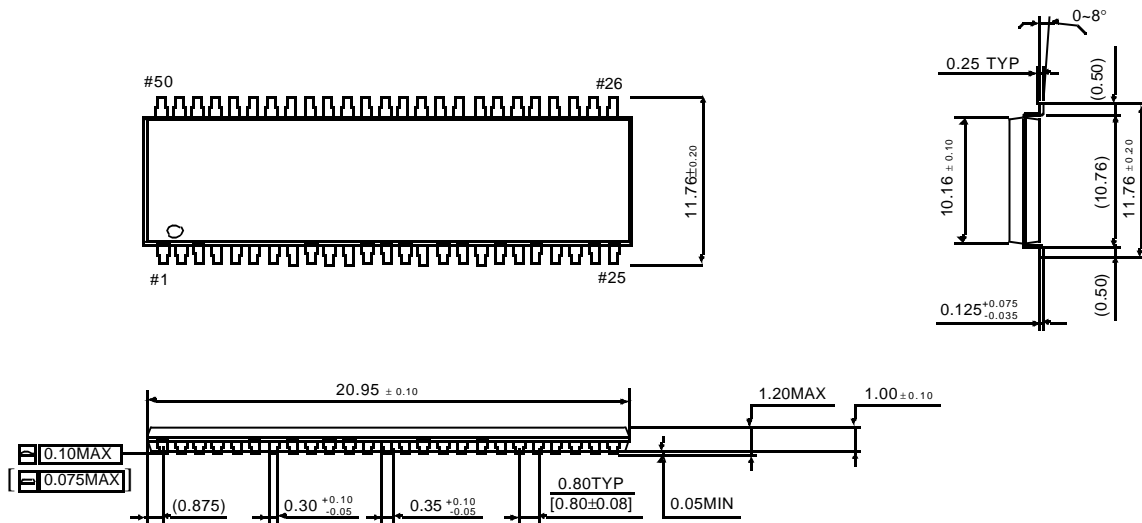 #50
#26
11.76±0.20
#1
#25
0~8°
0.25 TYP
(0.50)
10.16 ± 0.10
(10.76)
11.76 ± 0.20
(0.50)
0.125 +0.075 -0.035
20.95 ± 0.10
1.20MAX
1.00 ± 0.10
0.10MAX
[ 0.075MAX ]
(0.875)
0.30 +0.10 -0.05
0.35 +0.10 -0.05
0.80TYP
[0.80±0.08]
0.05MIN